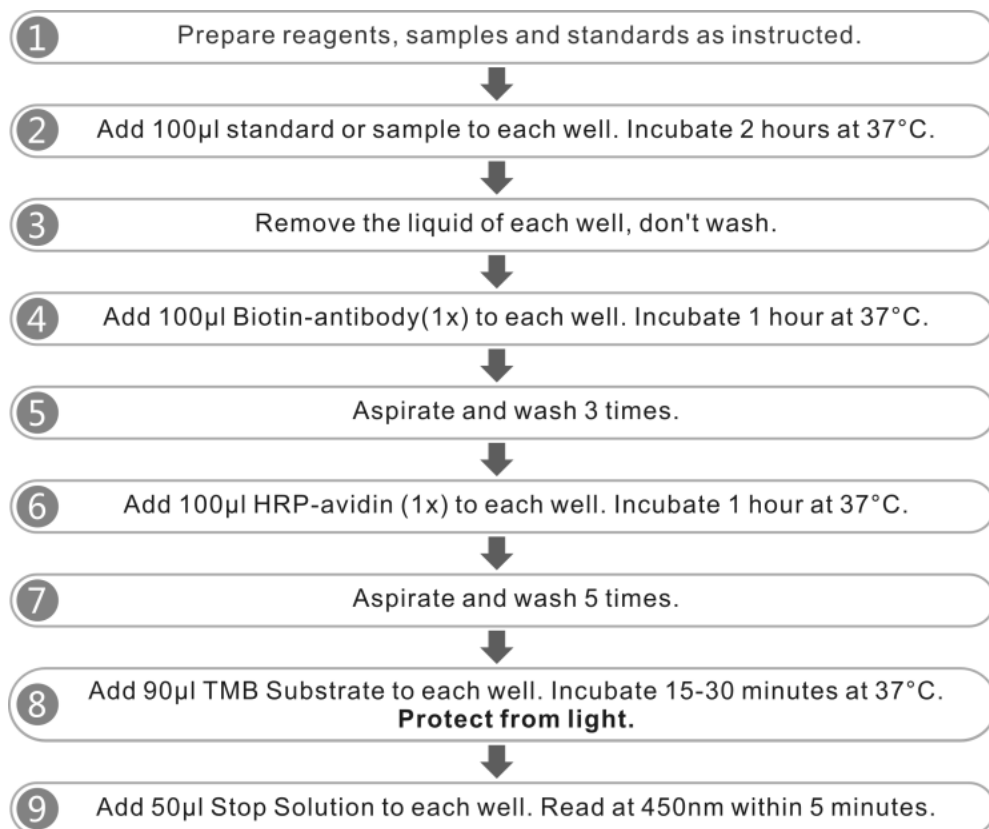 1 Prepare reagents, samples and standards as instructed.
2 Add 100µl standard or sample to each well. Incubate 2 hours at 37°C.
3 Remove the liquid of each well, don't wash.
4 Add 100µl Biotin-antibody(1x) to each well. Incubate 1 hour at 37°C.
5 Aspirate and wash 3 times.
6 Add 100µl HRP-avidin (1x) to each well. Incubate 1 hour at 37°C.
7 Aspirate and wash 5 times.
8 Add 90µl TMB Substrate to each well. Incubate 15-30 minutes at 37°C.
Protect from light.
9 Add 50µl Stop Solution to each well. Read at 450nm within 5 minutes.